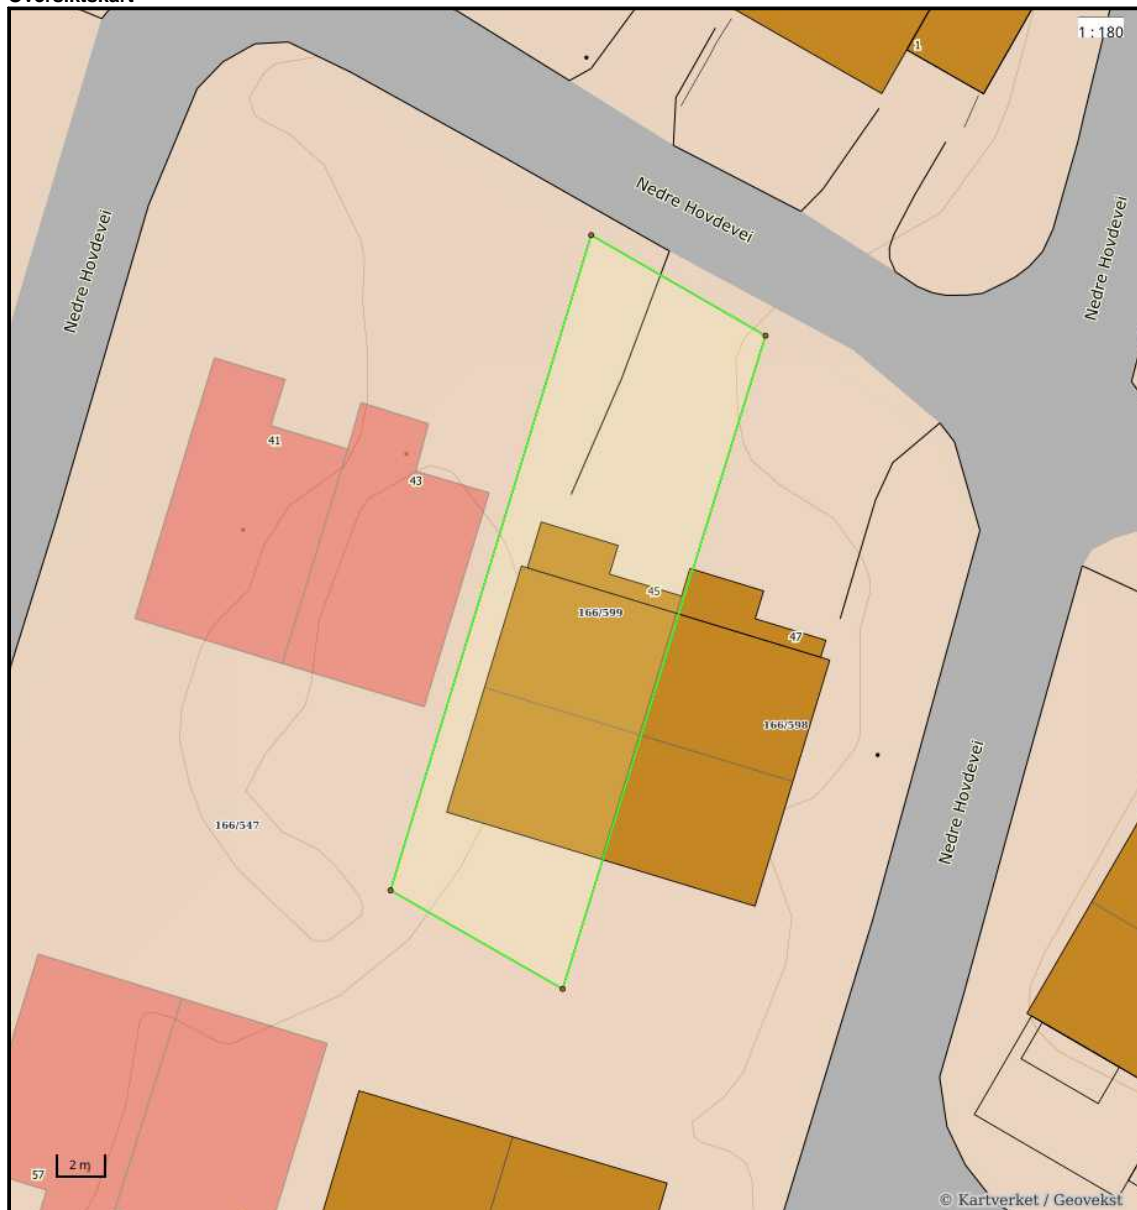 Oversiktskart
1 : 180
1
Nedre Hovdevei
Nedre Hovdevei
Nedre Hovdevei
41
43
45
166/599
47
166/598
166/547
Nedre Hovdevei
2 m
57
© Kartverket / Geovekst